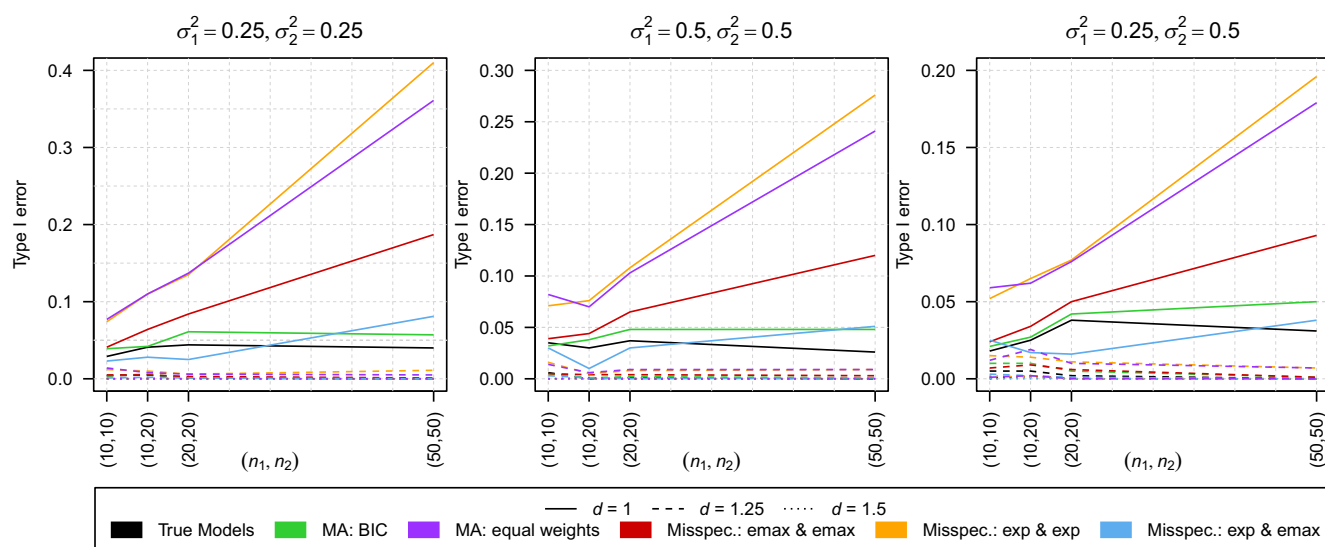 σ₁² = 0.25, σ₂² = 0.25
Type I error
0.4
0.3
0.2
0.1
0.0
(10,10)
(10,20)
(20,20)
(50,50)
(n₁, n₂)
σ₁² = 0.5, σ₂² = 0.5
Type I error
0.30
0.25
0.20
0.15
0.10
0.05
0.00
(10,10)
(10,20)
(20,20)
(50,50)
(n₁, n₂)
σ₁² = 0.25, σ₂² = 0.5
Type I error
0.20
0.15
0.10
0.05
0.00
(10,10)
(10,20)
(20,20)
(50,50)
(n₁, n₂)
d = 1 d = 1.25 d = 1.5
True Models MA: BIC MA: equal weights Misspec.: emax & emax Misspec.: exp & exp Misspec.: exp & emax